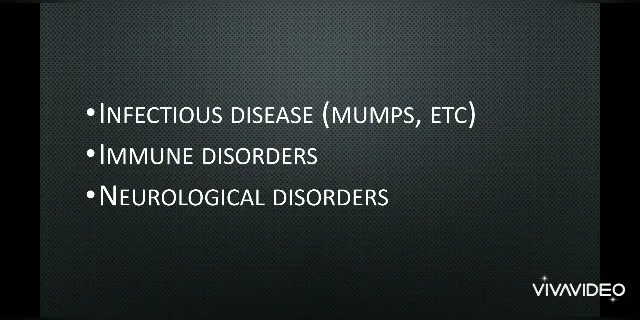 • Infectious disease (mumps, etc)
• Immune disorders
• Neurological disorders
VIVAVIDEO